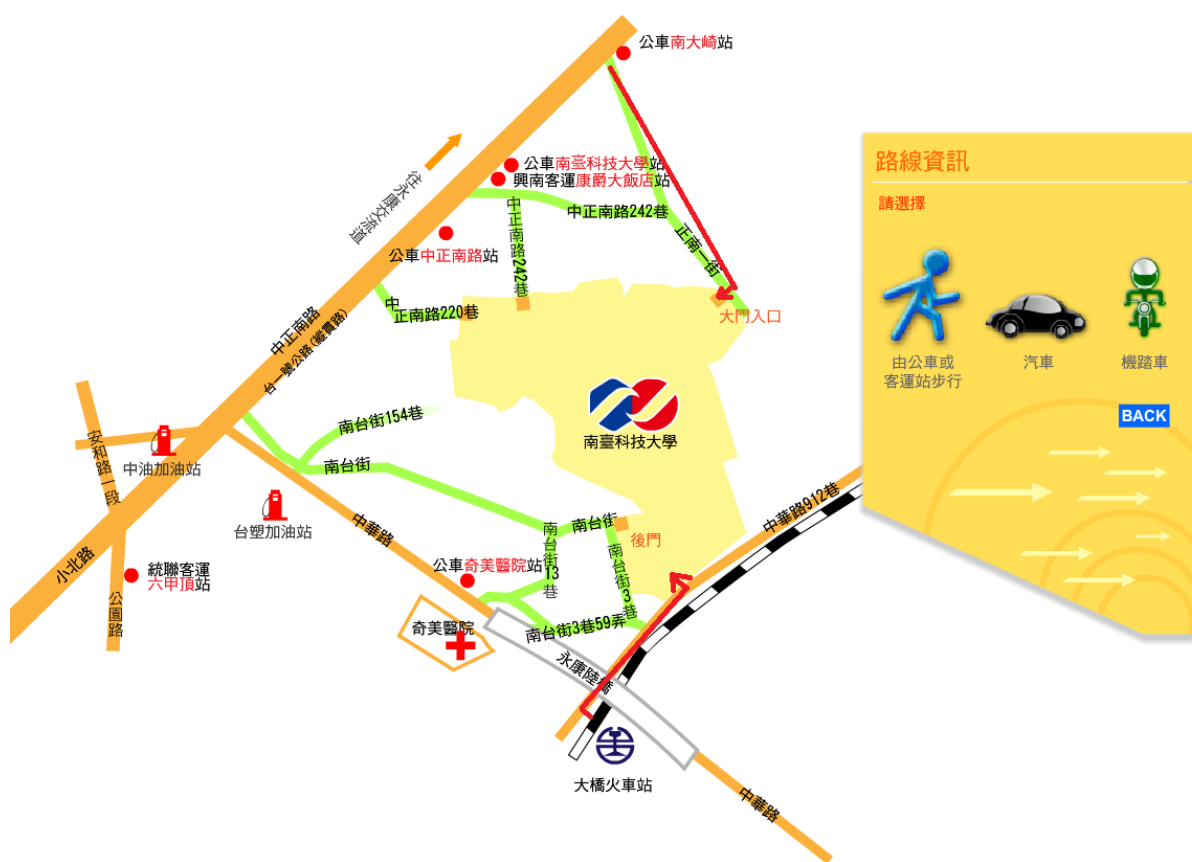 公車南大崎站
公車南臺科技大學站
興南客運康爵大飯店站
往永康交流道
中正南路242巷
中正南路242巷
正南一街
公車中正南路站
中
正南路220巷
大門入口
中正南路
台一號公路(縱貫路)
南臺科技大學
南台街154巷
南台街
安和路一段
中油加油站
台塑加油站
中華路
南台街
後門
南台街13巷
南台街3巷
中華路912巷
小北路
統聯客運
六甲頂站
公園路
公車奇美醫院站
奇美醫院
南台街3巷59弄
永康陸橋
大橋火車站
中華路
路線資訊
請選擇
由公車或
客運站步行
汽車
機踏車
BACK